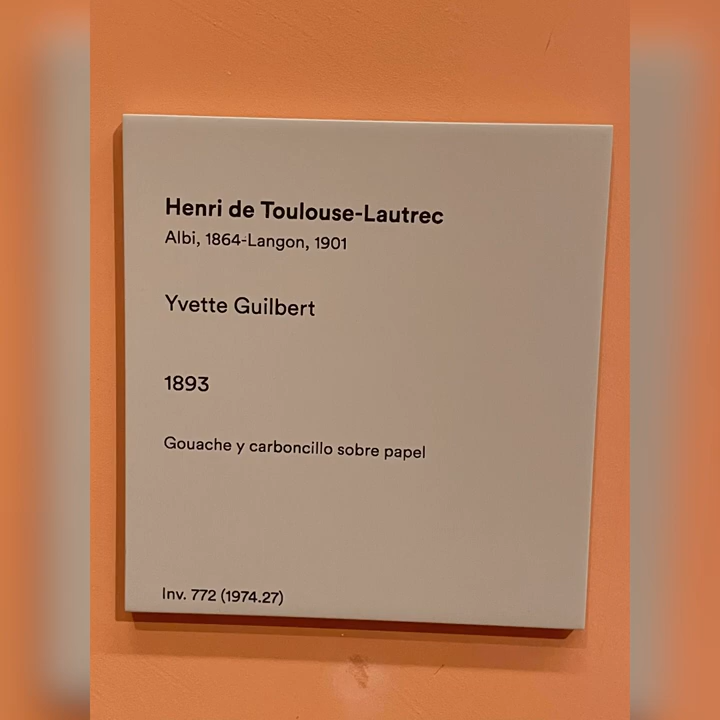 Henri de Toulouse-Lautrec
Albi, 1864-Langon, 1901
Yvette Guilbert
1893
Gouache y carboncillo sobre papel
Inv. 772 (1974.27)